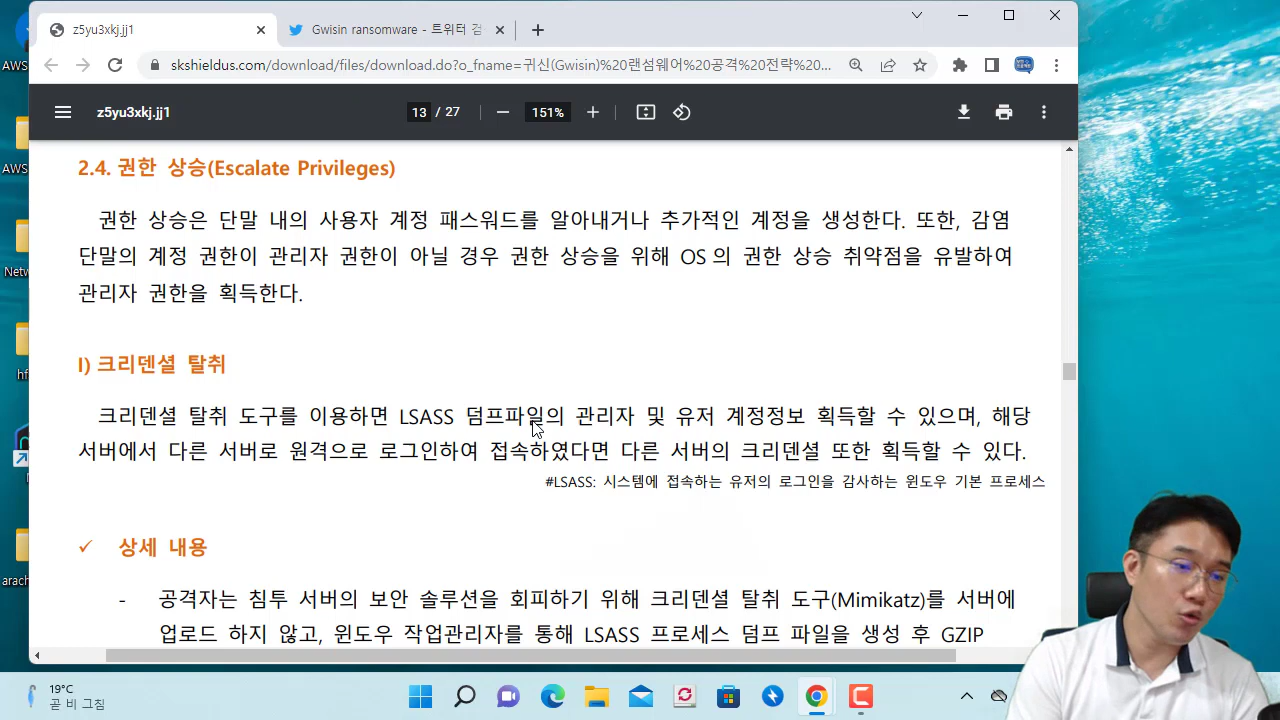 z5yu3xkj.jj1
Gwisin ransomware - 트위터 검
skshieldus.com/download/files/download.do?o_fname=귀신(Gwisin)%20랜섬웨어%20공격%20전략%20...
z5yu3xkj.jj1
13 / 27
151%
2.4. 권한 상승(Escalate Privileges)
권한 상승은 단말 내의 사용자 계정 패스워드를 알아내거나 추가적인 계정을 생성한다. 또한, 감염
단말의 계정 권한이 관리자 권한이 아닐 경우 권한 상승을 위해 OS 의 권한 상승 취약점을 유발하여
관리자 권한을 획득한다.
I) 크리덴셜 탈취
크리덴셜 탈취 도구를 이용하면 LSASS 덤프파일의 관리자 및 유저 계정정보 획득할 수 있으며, 해당
서버에서 다른 서버로 원격으로 로그인하여 접속하였다면 다른 서버의 크리덴셜 또한 획득할 수 있다.
#LSASS: 시스템에 접속하는 유저의 로그인을 감사하는 윈도우 기본 프로세스
✓ 상세 내용
- 공격자는 침투 서버의 보안 솔루션을 회피하기 위해 크리덴셜 탈취 도구(Mimikatz)를 서버에
업로드 하지 않고, 윈도우 작업관리자를 통해 LSASS 프로세스 덤프 파일을 생성 후 GZIP
AWS
AWS
Netw
hf
arach
19°C
곧 비 그침